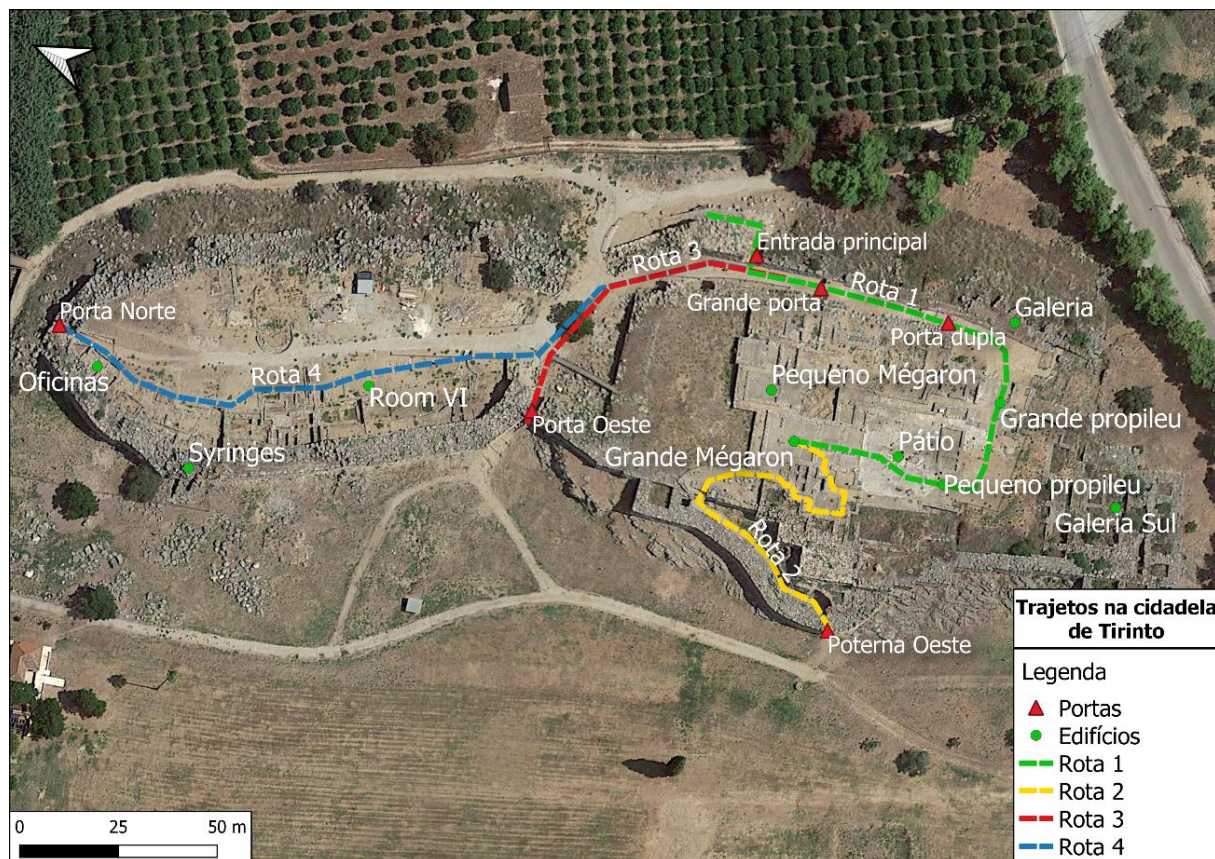 Entrada principal
Rota 3
Rota 1
Grande porta
Galeria
Porta Norte
Porta dupla
Oficinas
Rota 4
Room VI
Pequeno Mégaron
Grande propileu
Porta Oeste
Pátio
Grande Mégaron
Syringes
Pequeno propileu
Galeria Sul
Rota 2
Poterna Oeste
Trajetos na cidadela
de Tirinto
Legenda
Portas
Edifícios
Rota 1
Rota 2
Rota 3
Rota 4
0 25 50 m